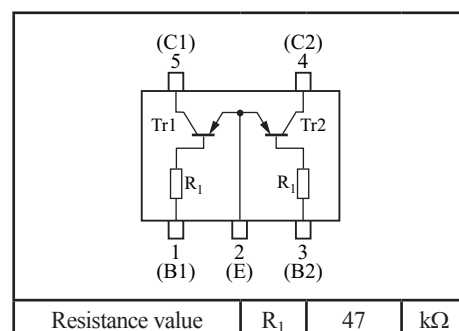 (C1) (C2)
5 4
Tr1 Tr2
R₁ R₁
1 2 3
(B1) (E) (B2)
Resistance value R₁ 47 kΩ